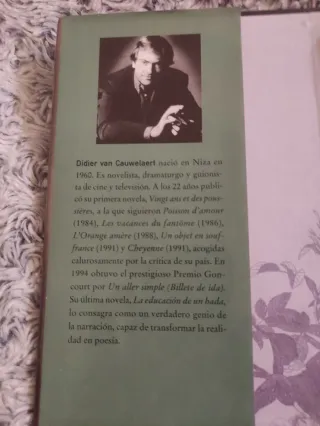 Didier van Cauwelaert nació en Niza en
1960. Es novelista, dramaturgo y guionis-
ta de cine y televisión. A los 22 años publi-
có su primera novela, Vingt ans et des pous-
sières, a la que siguieron Poisson d'amour
(1984), Les vacances du fantôme (1986),
L'Orange amère (1988), Un objet en souf-
france (1991) y Cheyenne (1991), acogidas
calurosamente por la crítica de su país. En
1994 obtuvo el prestigioso Premio Gon-
court por Un aller simple (Billete de ida).
Su última novela, La educación de un hada,
lo consagra como un verdadero genio de
la narración, capaz de transformar la reali-
dad en poesía.